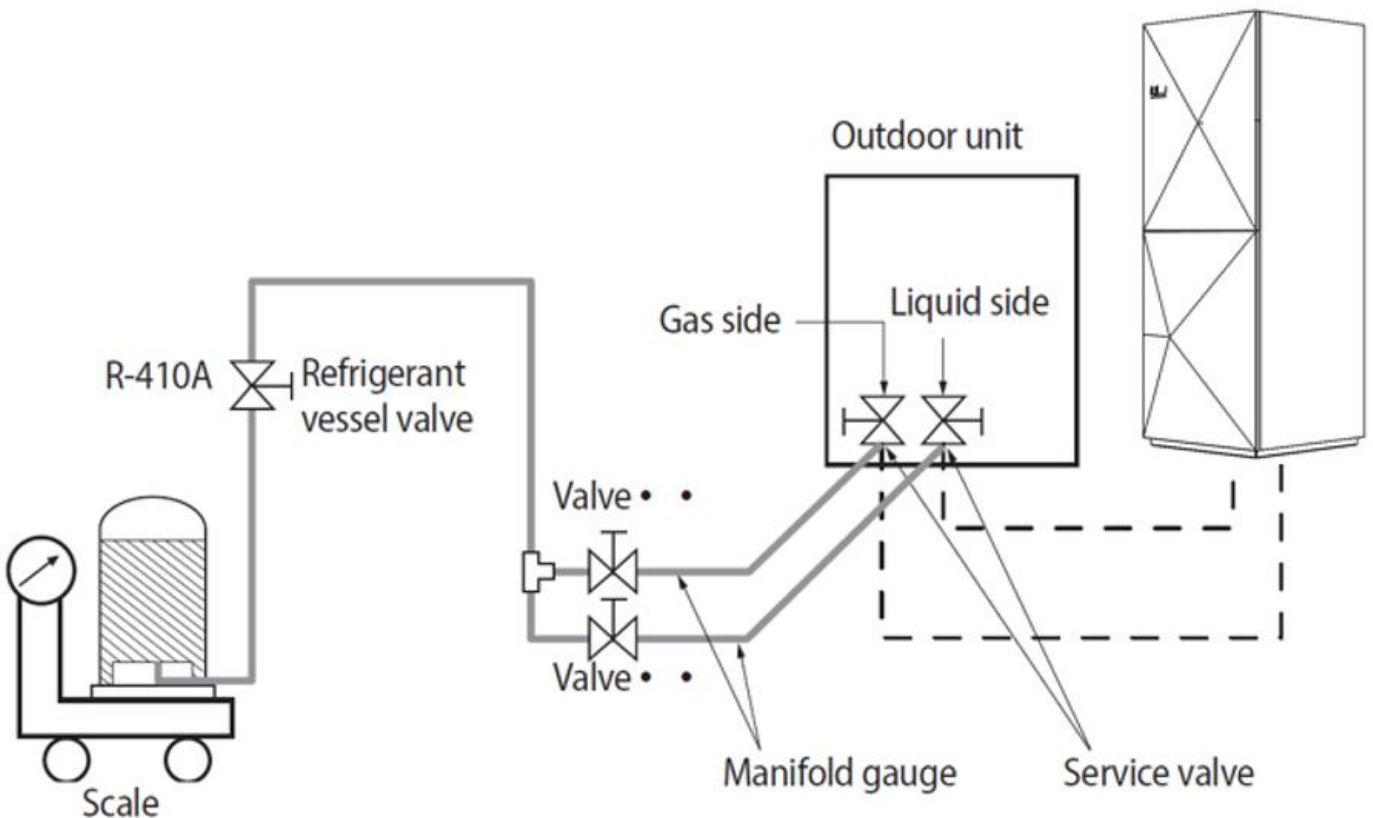 Outdoor unit
Gas side
Liquid side
R-410A
Refrigerant
vessel valve
Valve • •
Valve • •
Manifold gauge
Service valve
Scale